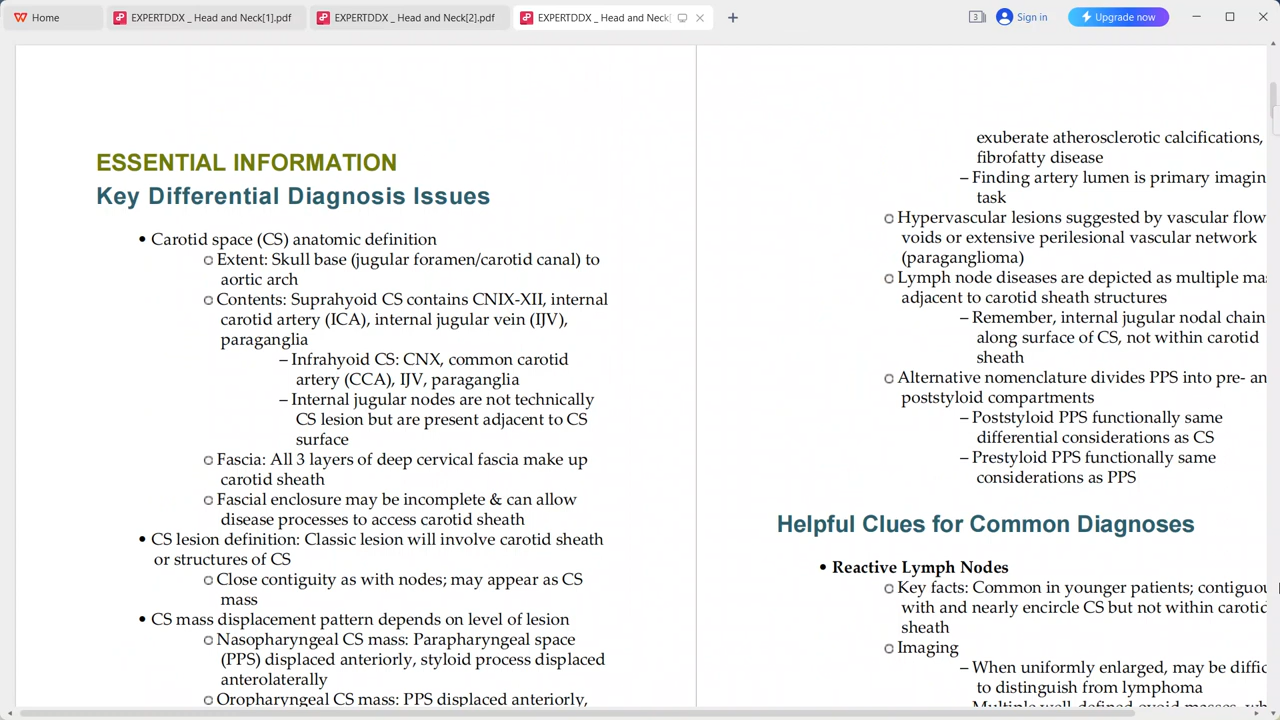 Home
EXPERTDDX _ Head and Neck[1].pdf
EXPERTDDX _ Head and Neck[2].pdf
EXPERTDDX _ Head and Neck[
3
Sign in
Upgrade now
ESSENTIAL INFORMATION
Key Differential Diagnosis Issues
• Carotid space (CS) anatomic definition
○ Extent: Skull base (jugular foramen/carotid canal) to
aortic arch
○ Contents: Suprahyoid CS contains CNIX-XII, internal
carotid artery (ICA), internal jugular vein (IJV),
paraganglia
– Infrahyoid CS: CNX, common carotid
artery (CCA), IJV, paraganglia
– Internal jugular nodes are not technically
CS lesion but are present adjacent to CS
surface
○ Fascia: All 3 layers of deep cervical fascia make up
carotid sheath
○ Fascial enclosure may be incomplete & can allow
disease processes to access carotid sheath
• CS lesion definition: Classic lesion will involve carotid sheath
or structures of CS
○ Close contiguity as with nodes; may appear as CS
mass
• CS mass displacement pattern depends on level of lesion
○ Nasopharyngeal CS mass: Parapharyngeal space
(PPS) displaced anteriorly, styloid process displaced
anterolaterally
○ Oropharyngeal CS mass: PPS displaced anteriorly,
exuberate atherosclerotic calcifications,
fibrofatty disease
– Finding artery lumen is primary imagin
task
○ Hypervascular lesions suggested by vascular flow
voids or extensive perilesional vascular network
(paraganglioma)
○ Lymph node diseases are depicted as multiple ma
adjacent to carotid sheath structures
– Remember, internal jugular nodal chain
along surface of CS, not within carotid
sheath
○ Alternative nomenclature divides PPS into pre- an
poststyloid compartments
– Poststyloid PPS functionally same
differential considerations as CS
– Prestyloid PPS functionally same
considerations as PPS
Helpful Clues for Common Diagnoses
• Reactive Lymph Nodes
○ Key facts: Common in younger patients; contiguou
with and nearly encircle CS but not within carotid
sheath
○ Imaging
– When uniformly enlarged, may be diffic
to distinguish from lymphoma
– Multiple well-defined ovoid masses, wh